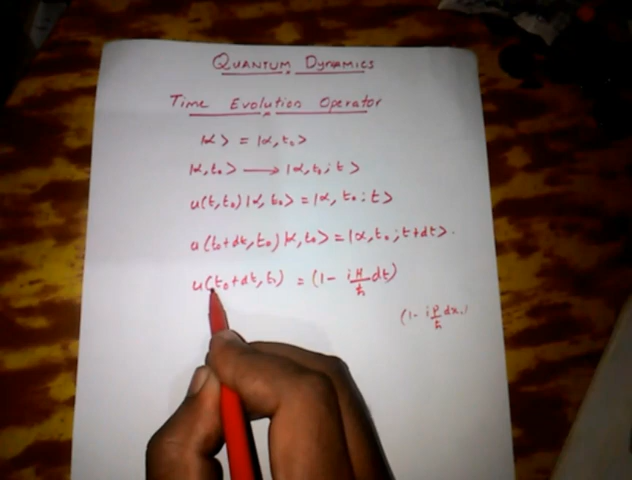 QUANTUM DYNAMICS
Time Evolution Operator
|α> = |α, t₀>
|α, t₀> ⟶ |α, t₀; t>
u(t, t₀)|α, t₀> = |α, t₀; t>
u(t₀+dt, t₀)|α, t₀> = |α, t₀; t+dt>.
u(t₀+dt, t₀) = (1 - iH/ħ dt)
(1 - iP/ħ dx.)